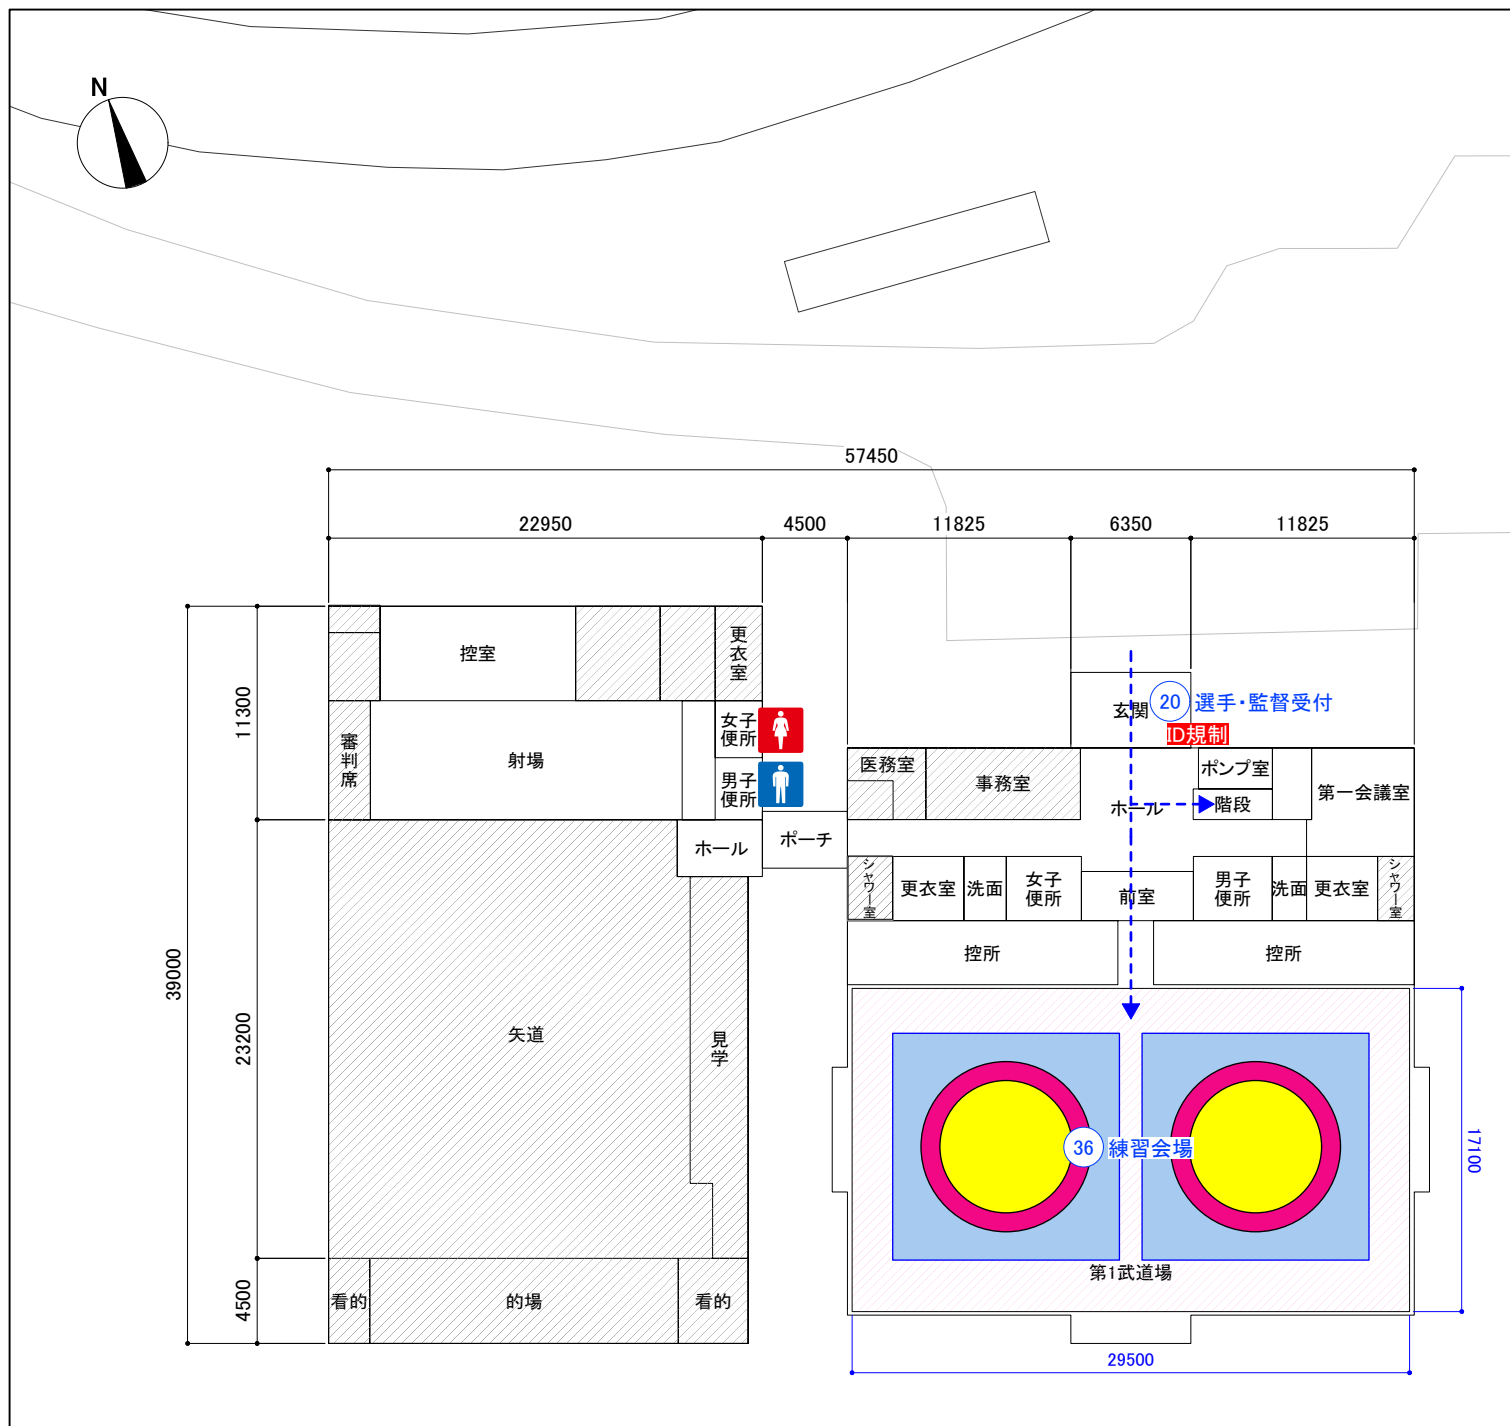 N
57450
22950
4500
11825
6350
11825
11300
39000
23200
4500
控室
更衣室
審判席
射場
女子
便所
男子
便所
ホール
ポーチ
矢道
見学
看的
的場
看的
玄関
20 選手・監督受付
ID規制
医務室
事務室
ホール
ポンプ室
階段
第一会議室
シャワー室
更衣室
洗面
女子
便所
前室
男子
便所
洗面
更衣室
シャワー室
控所
控所
36 練習会場
第1武道場
17100
29500